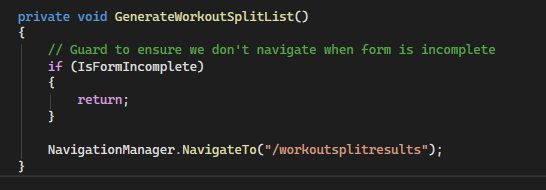 private void GenerateWorkoutSplitList()
{
    // Guard to ensure we don't navigate when form is incomplete
    if (IsFormIncomplete)
    {
        return;
    }

    NavigationManager.NavigateTo("/workoutsplitresults");
}